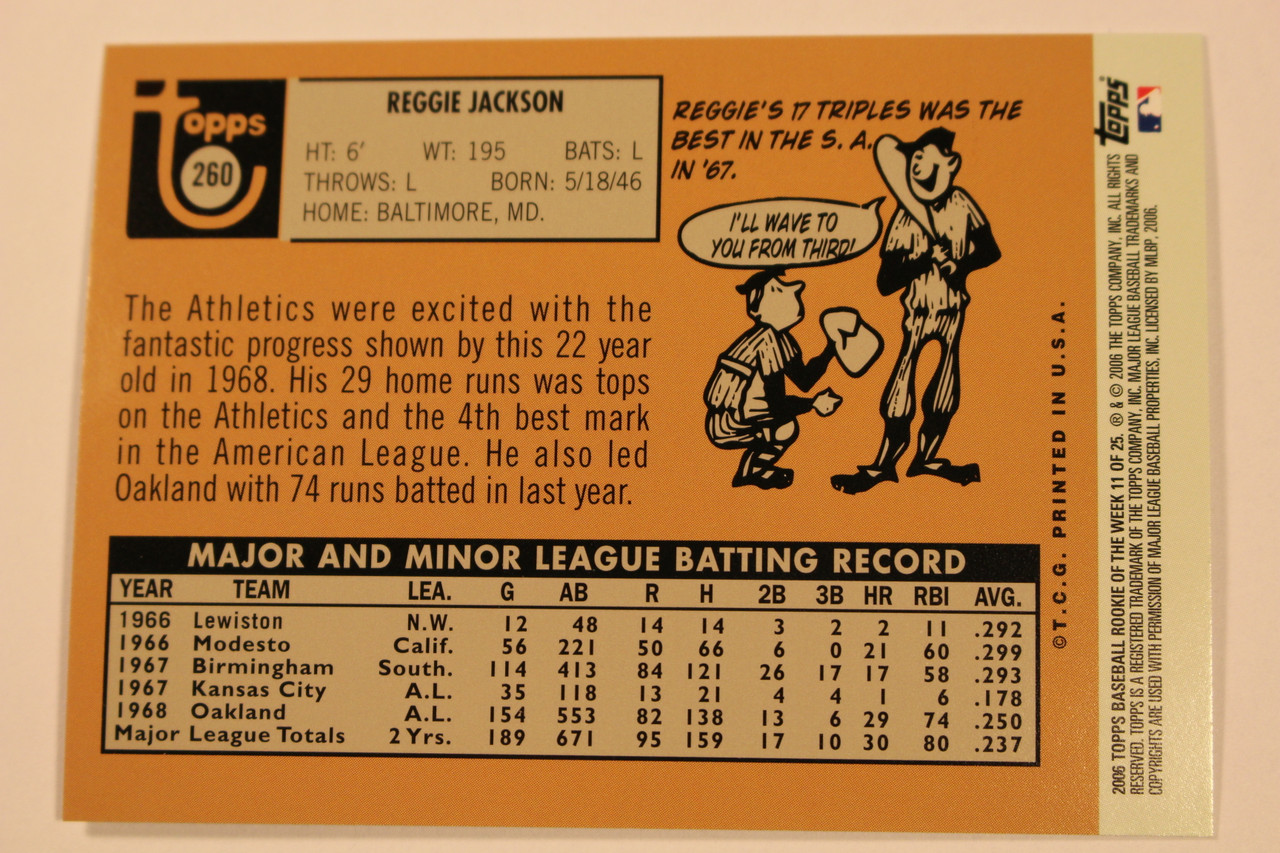 Topps
260
REGGIE JACKSON
HT: 6' WT: 195 BATS: L
THROWS: L BORN: 5/18/46
HOME: BALTIMORE, MD.
REGGIE'S 17 TRIPLES WAS THE
BEST IN THE S. A.
IN '67.
I'LL WAVE TO
YOU FROM THIRD!
The Athletics were excited with the
fantastic progress shown by this 22 year
old in 1968. His 29 home runs was tops
on the Athletics and the 4th best mark
in the American League. He also led
Oakland with 74 runs batted in last year.
MAJOR AND MINOR LEAGUE BATTING RECORD
YEAR TEAM LEA. G AB R H 2B 3B HR RBI AVG.
1966 Lewiston N.W. 12 48 14 14 3 2 2 11 .292
1966 Modesto Calif. 56 221 50 66 6 0 21 60 .299
1967 Birmingham South. 114 413 84 121 26 17 17 58 .293
1967 Kansas City A.L. 35 118 13 21 4 4 1 6 .178
1968 Oakland A.L. 154 553 82 138 13 6 29 74 .250
Major League Totals 2 Yrs. 189 671 95 159 17 10 30 80 .237
©T.C.G. PRINTED IN U.S.A.
Topps
2006 TOPPS BASEBALL ROOKIE OF THE WEEK 11 OF 25. ® & © 2006 THE TOPPS COMPANY, INC. ALL RIGHTS
RESERVED. TOPPS IS A REGISTERED TRADEMARK OF THE TOPPS COMPANY, INC. MAJOR LEAGUE BASEBALL TRADEMARKS AND
COPYRIGHTS ARE USED WITH PERMISSION OF MAJOR LEAGUE BASEBALL PROPERTIES, INC. LICENSED BY MLBP, 2006.